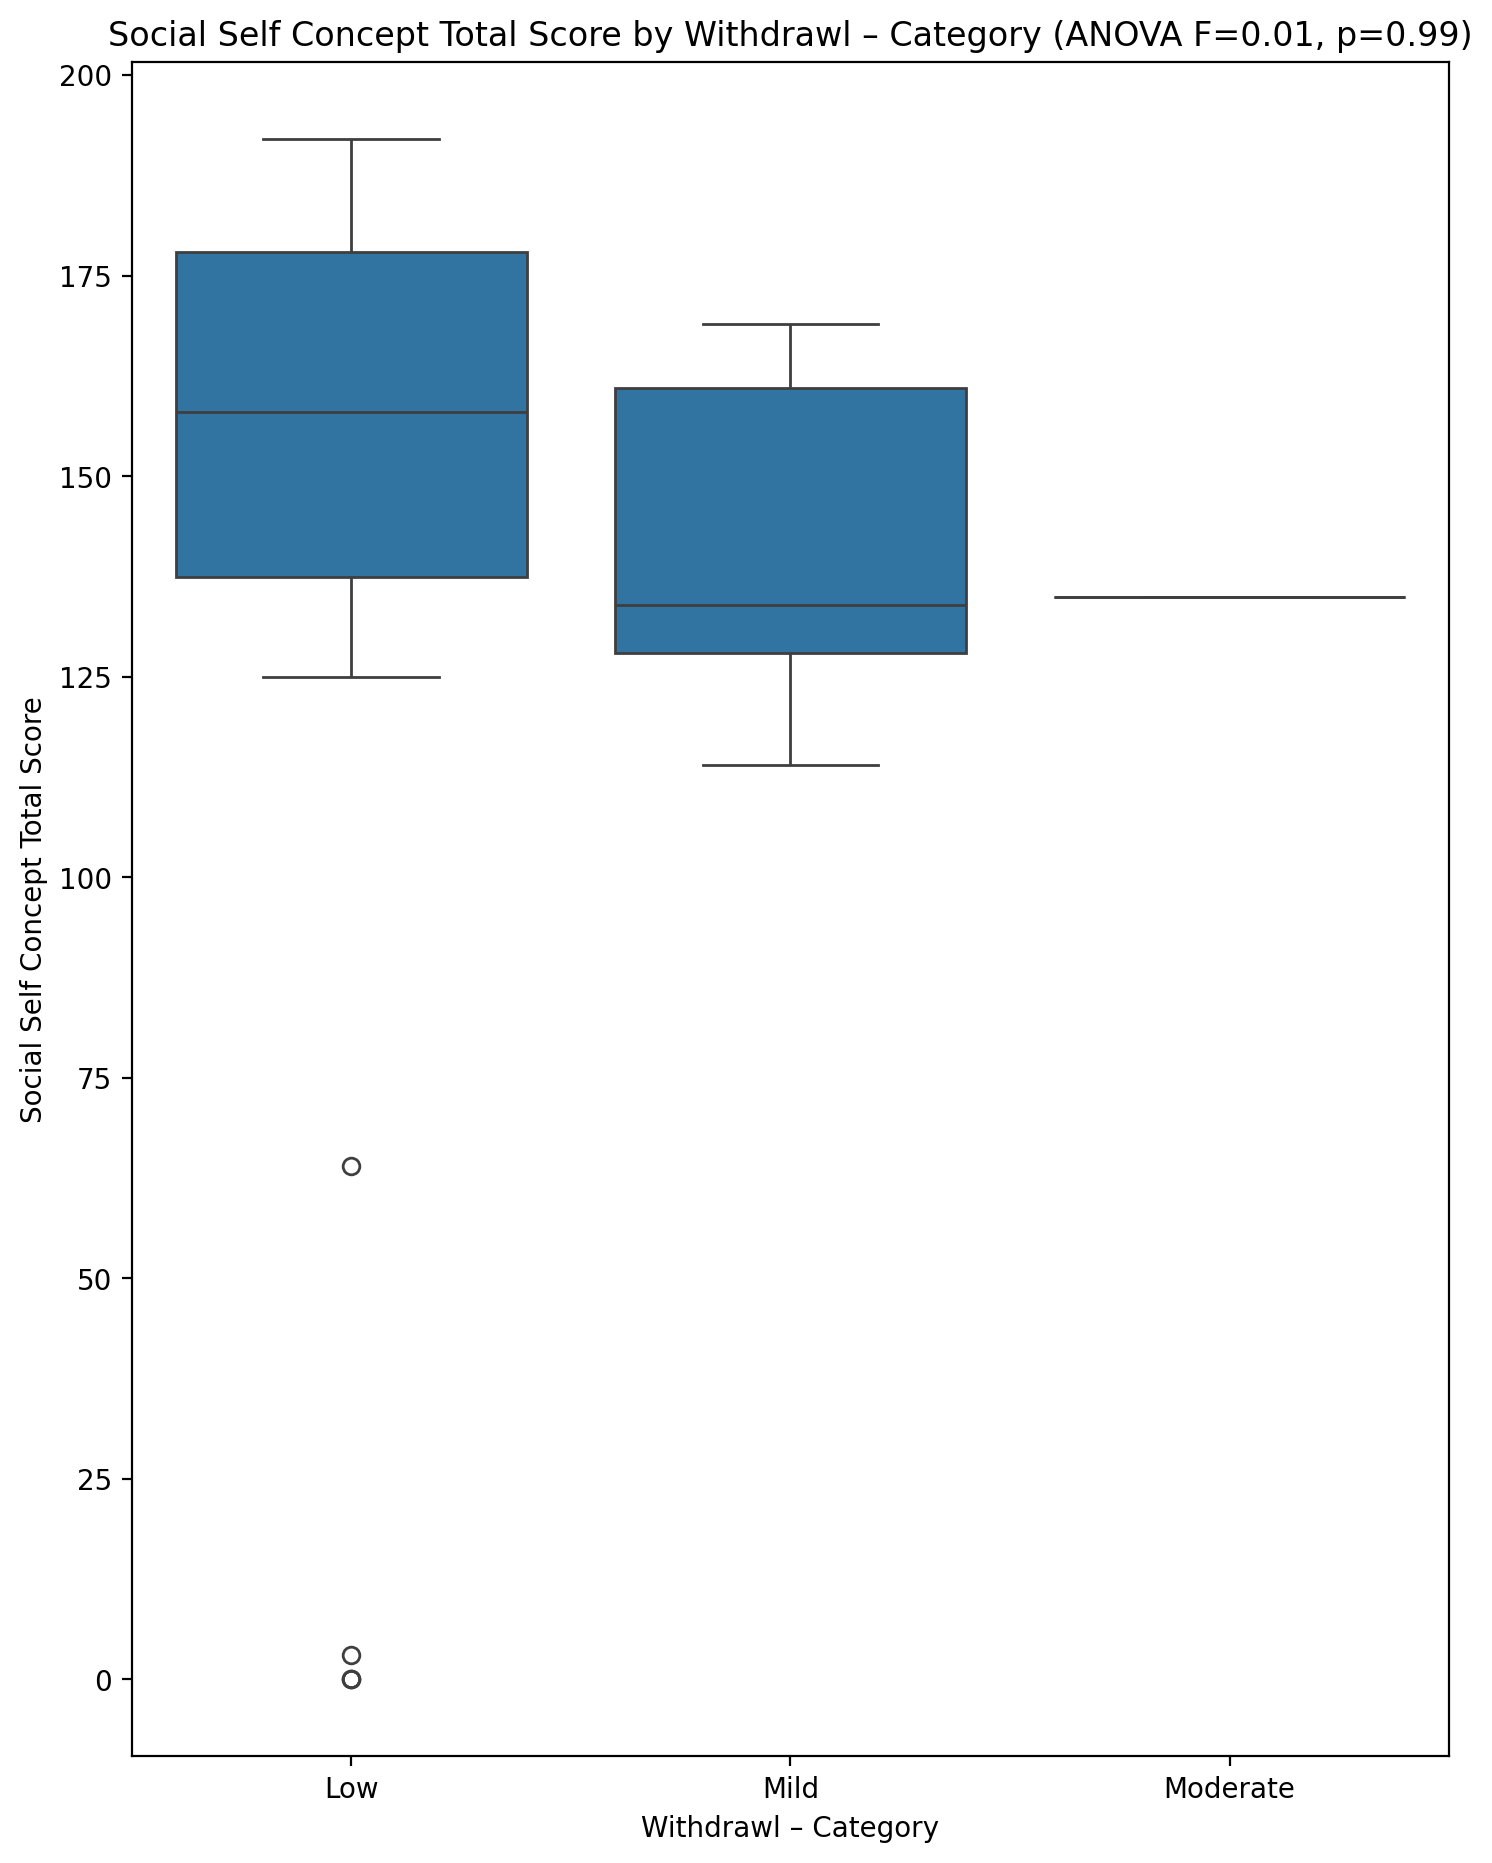 Social Self Concept Total Score by Withdrawl – Category (ANOVA F=0.01, p=0.99)
Social Self Concept Total Score
200
175
150
125
100
75
50
25
0
Low Mild Moderate
Withdrawl – Category